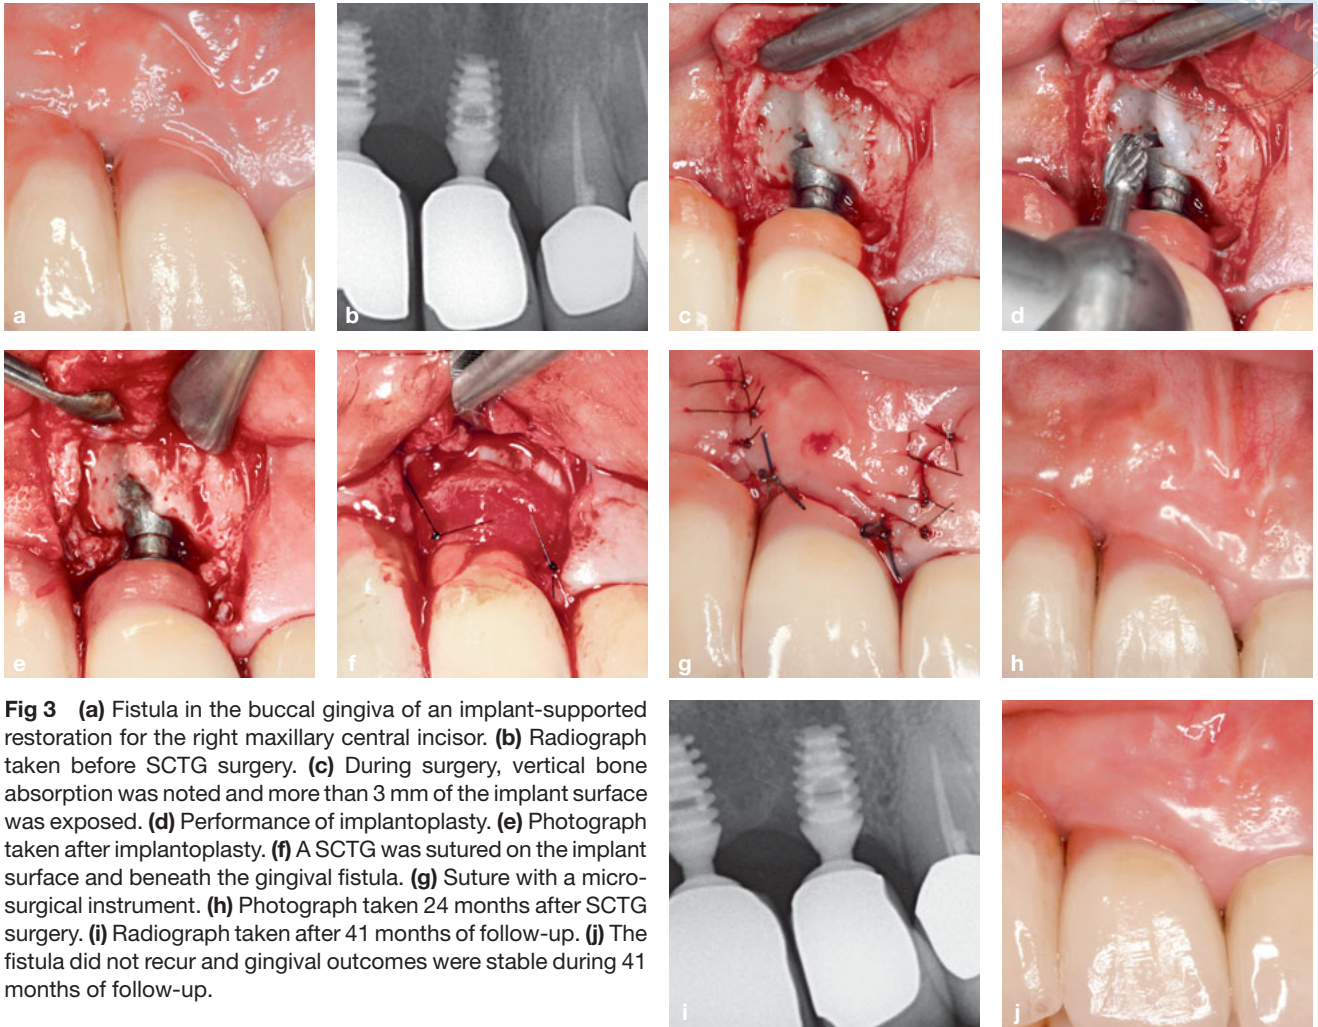 a
b
c
d
e
f
g
h
Fig 3 (a) Fistula in the buccal gingiva of an implant-supported
restoration for the right maxillary central incisor. (b) Radiograph
taken before SCTG surgery. (c) During surgery, vertical bone
absorption was noted and more than 3 mm of the implant surface
was exposed. (d) Performance of implantoplasty. (e) Photograph
taken after implantoplasty. (f) A SCTG was sutured on the implant
surface and beneath the gingival fistula. (g) Suture with a micro-
surgical instrument. (h) Photograph taken 24 months after SCTG
surgery. (i) Radiograph taken after 41 months of follow-up. (j) The
fistula did not recur and gingival outcomes were stable during 41
months of follow-up.
i
j